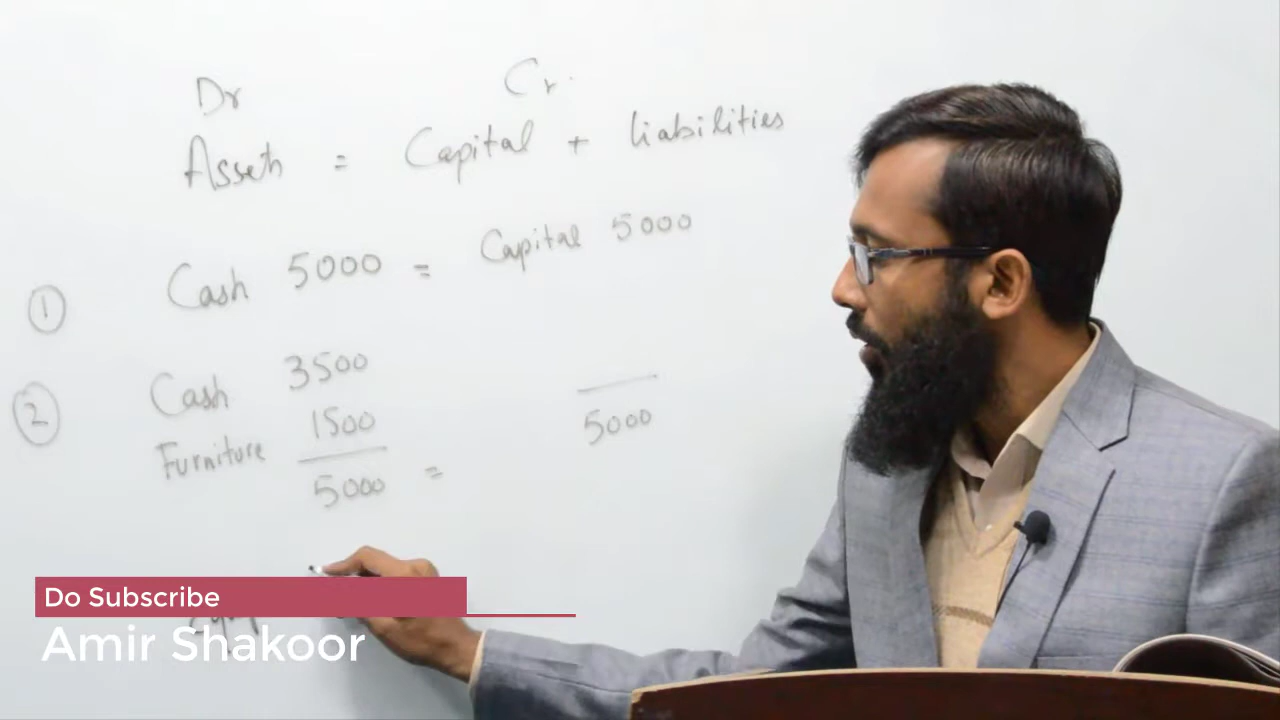 Dr Cr.
Assets = Capital + liabilities
① Cash 5000 = Capital 5000
② Cash 3500
Furniture 1500
5000 = 5000
Do Subscribe
Amir Shakoor